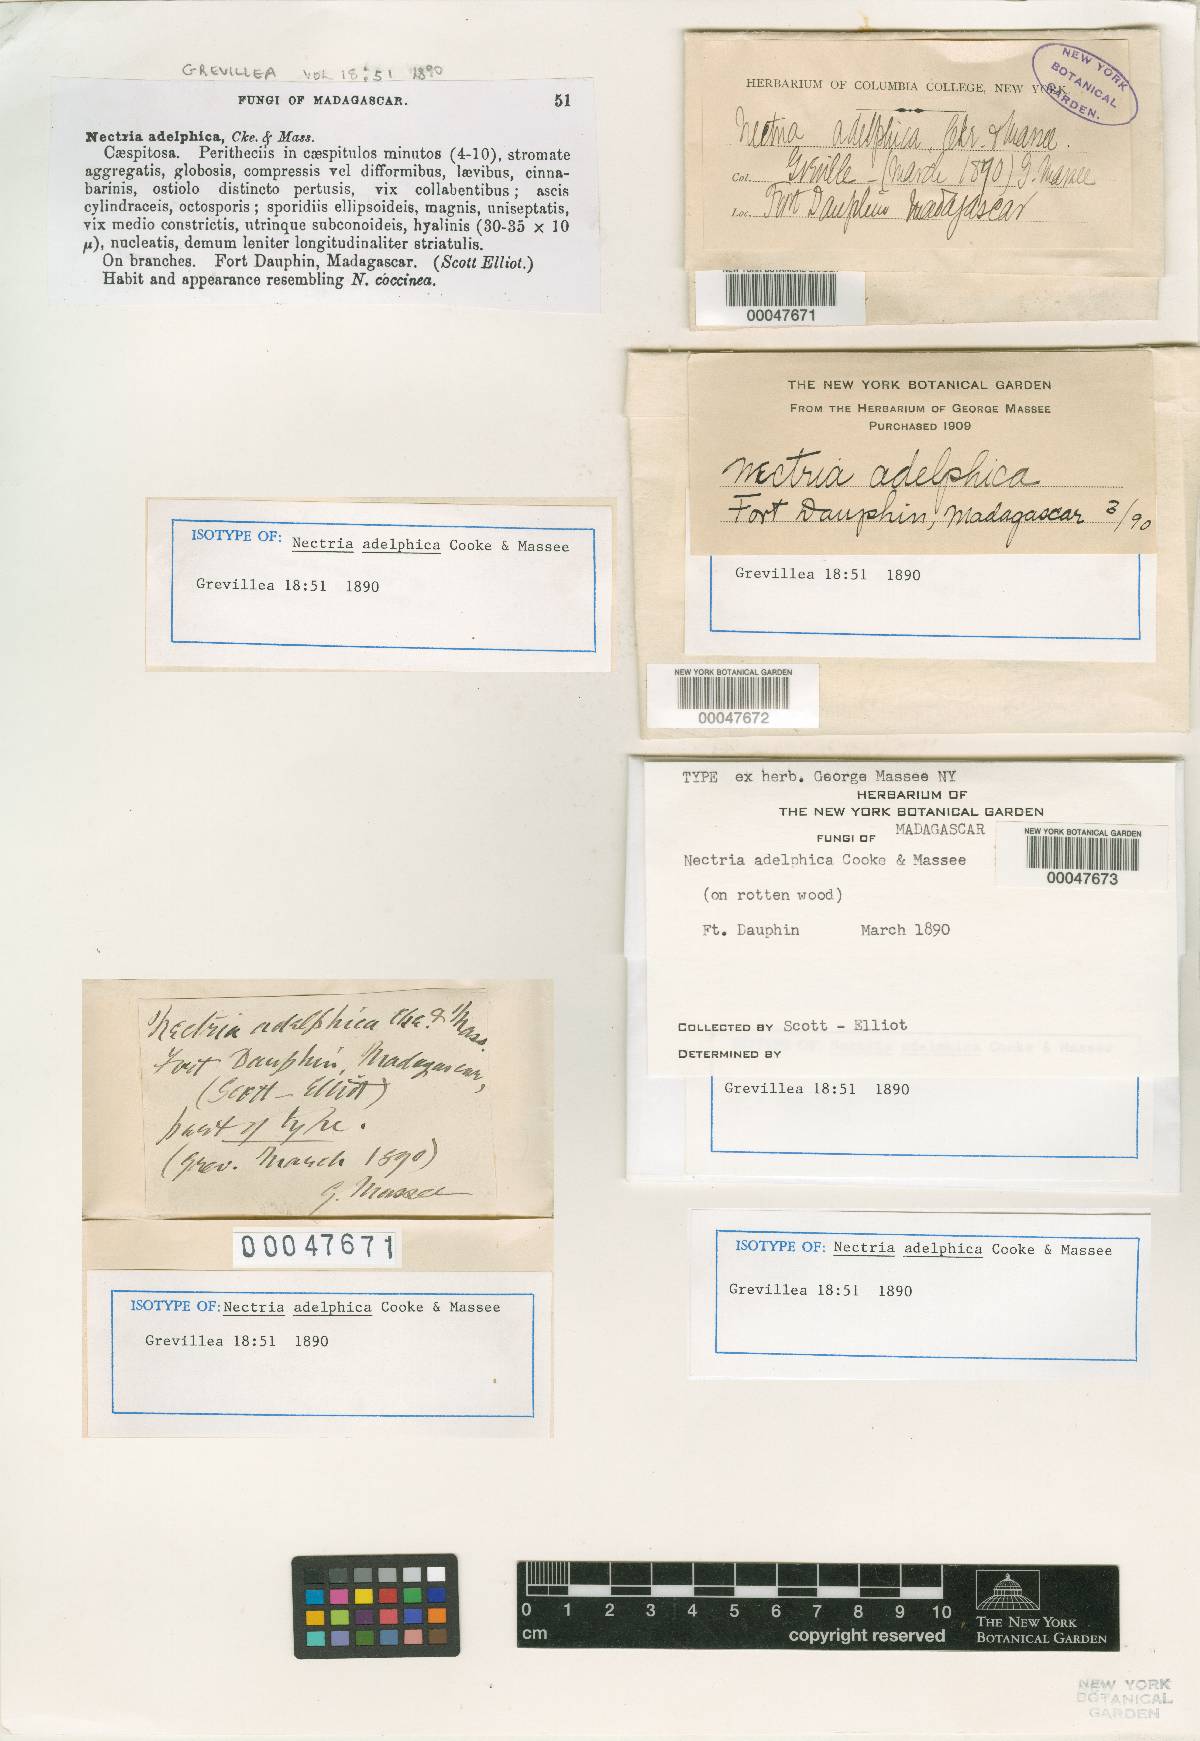 GREVILLEA VOL 18:51 1890
FUNGI OF MADAGASCAR. 51
Nectria adelphica, Cke. & Mass.
Cæspitosa. Peritheciis in cæspitulos minutos (4-10), stromate
aggregatis, globosis, compressis vel difformibus, lævibus, cinna-
barinis, ostiolo distincto pertusis, vix collabentibus; ascis
cylindraceis, octosporis; sporidiis ellipsoideis, magnis, uniseptatis,
vix medio constrictis, utrinque subconoideis, hyalinis (30-35 × 10
μ), nucleatis, demum leniter longitudinaliter striatulis.
On branches. Fort Dauphin, Madagascar. (Scott Elliot.)
Habit and appearance resembling N. coccinea.
HERBARIUM OF COLUMBIA COLLEGE, NEW YORK.
NEW YORK
BOTANICAL
GARDEN.
Nectria adelphica, Cke. & Massee.
Col. (March 1890) G. Massee
Loc. Fort Dauphin Madagascar
NEW YORK BOTANICAL GARDEN
00047671
THE NEW YORK BOTANICAL GARDEN
FROM THE HERBARIUM OF GEORGE MASSEE
PURCHASED 1909
Nectria adelphica
Fort Dauphin, Madagascar 3/90
Grevillea 18:51 1890
NEW YORK BOTANICAL GARDEN
00047672
ISOTYPE OF: Nectria adelphica Cooke & Massee
Grevillea 18:51 1890
TYPE ex herb. George Massee NY
HERBARIUM OF
THE NEW YORK BOTANICAL GARDEN
FUNGI OF MADAGASCAR
NEW YORK BOTANICAL GARDEN
00047673
Nectria adelphica Cooke & Massee
(on rotten wood)
Ft. Dauphin March 1890
COLLECTED BY Scott - Elliot
DETERMINED BY
Grevillea 18:51 1890
Nectria adelphica Cke. & Mass.
Fort Dauphin, Madagascar,
(Scott-Elliot)
part of type.
(Grev. March 1890)
G. Massee
00047671
ISOTYPE OF: Nectria adelphica Cooke & Massee
Grevillea 18:51 1890
ISOTYPE OF: Nectria adelphica Cooke & Massee
Grevillea 18:51 1890
0 1 2 3 4 5 6 7 8 9 10
cm
copyright reserved
THE NEW YORK
BOTANICAL GARDEN
NEW YORK
BOTANICAL
GARDEN